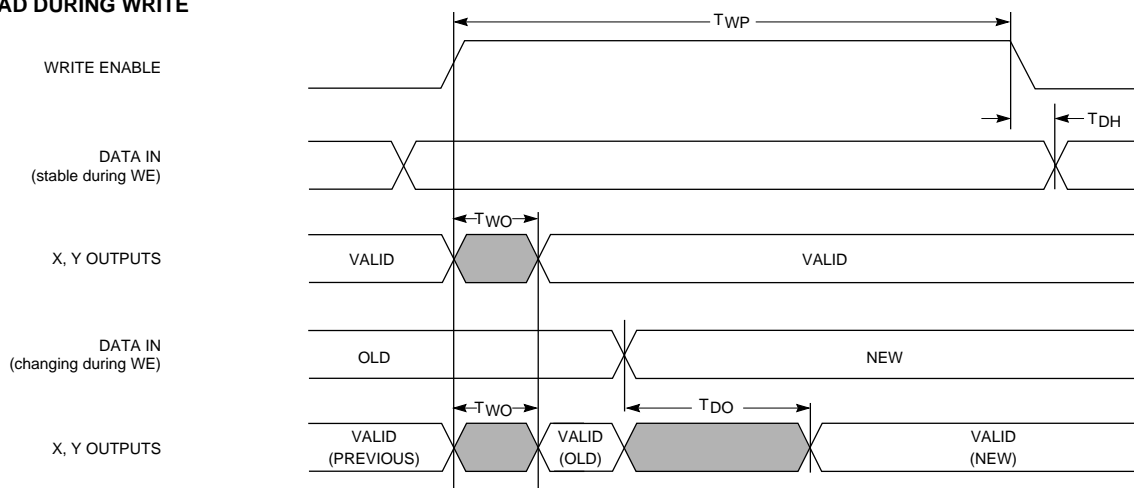 AD DURING WRITE
TWP
WRITE ENABLE
TDH
DATA IN
(stable during WE)
TWO
X, Y OUTPUTS
VALID
VALID
DATA IN
(changing during WE)
OLD
NEW
TWO
TDO
X, Y OUTPUTS
VALID
(PREVIOUS)
VALID
(OLD)
VALID
(NEW)